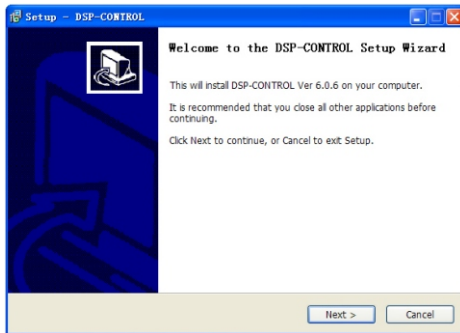 Setup - DSP-CONTROL
Welcome to the DSP-CONTROL Setup Wizard
This will install DSP-CONTROL Ver 6.0.6 on your computer.
It is recommended that you close all other applications before
continuing.
Click Next to continue, or Cancel to exit Setup.
Next >
Cancel